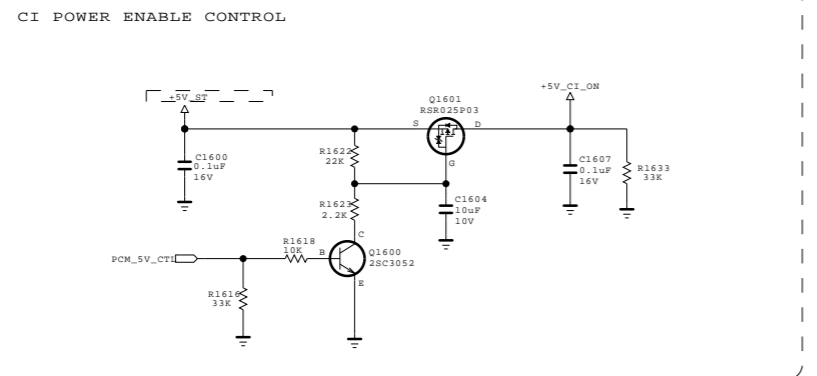 CI POWER ENABLE CONTROL
+5V_ST
Q1601
RSR025P03
+5V_CI_ON
S
D
G
C1600
0.1uF
16V
R1622
22K
C1607
0.1uF
16V
R1633
33K
R1623
2.2K
C1604
10uF
10V
C
PCM_5V_CTL
R1618
10K
B
Q1600
2SC3052
E
R1616
33K